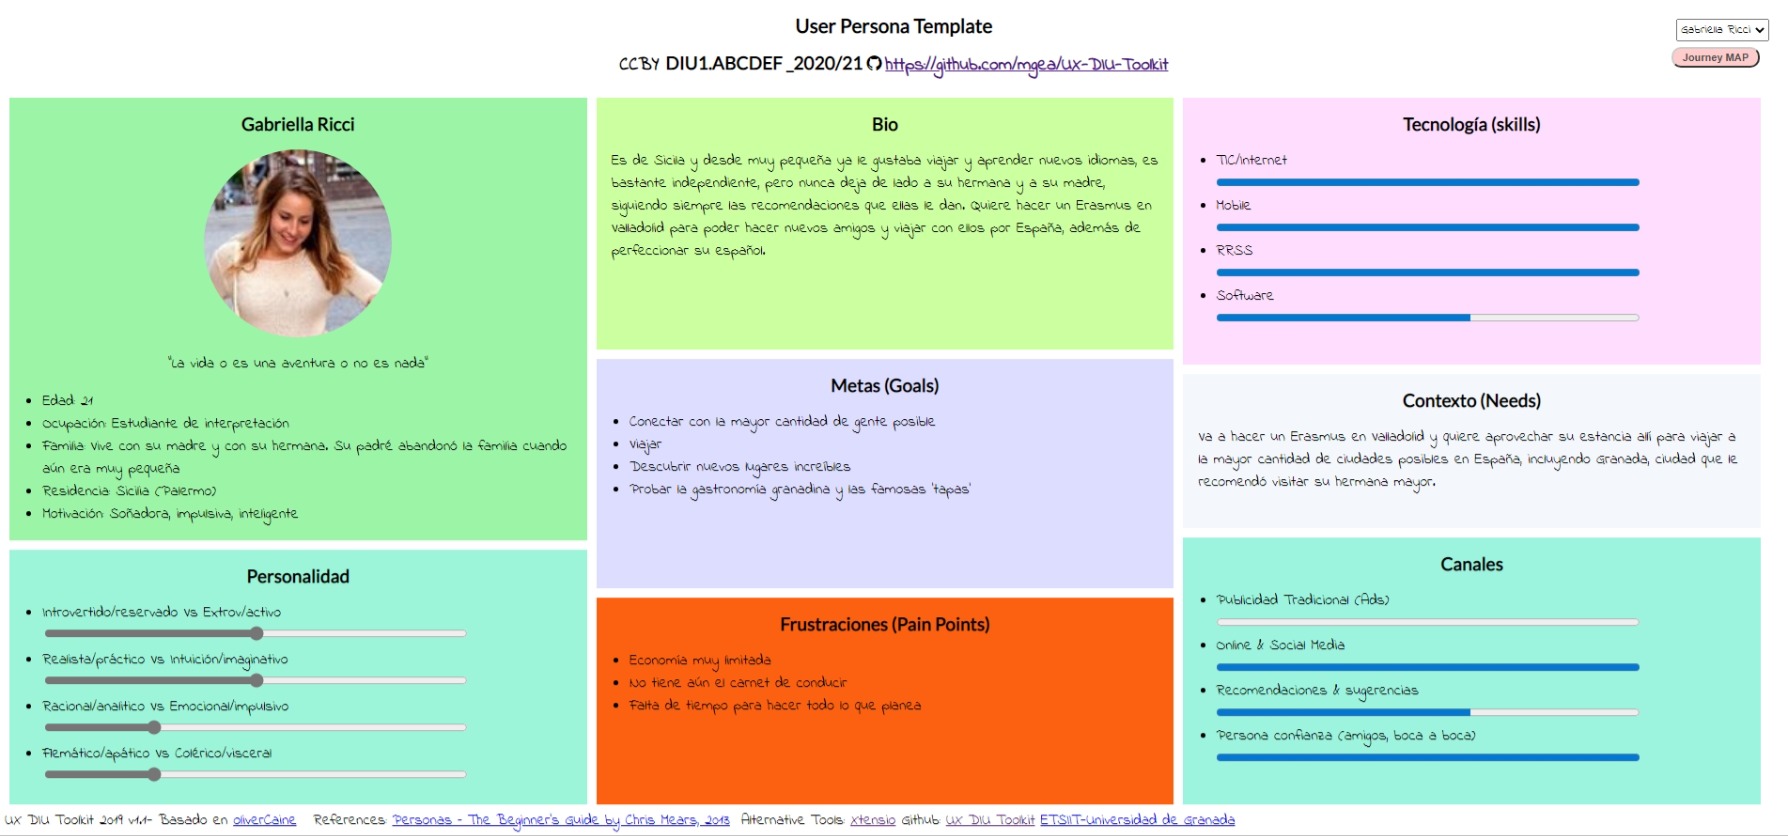 User Persona Template
CCBY DIU1.ABCDEF_2020/21 https://github.com/mgea/UX-DIU-Toolkit
Gabriella Ricci
Journey MAP
Gabriella Ricci
"La vida o es una aventura o no es nada"
Edad: 21
Ocupación: Estudiante de interpretación
Familia: Vive con su madre y con su hermana. Su padré abandonó la familia cuando
aún era muy pequeña
Residencia: Sicilia (Palermo)
Motivación: Soñadora, impulsiva, inteligente
Personalidad
Introvertido/reservado Vs Extrov/activo
Realista/práctico Vs Intuición/imaginativo
Racional/analitico Vs Emocional/impulsivo
Flemático/apático Vs Colérico/visceral
Bio
Es de Sicilia y desde muy pequeña ya le gustaba viajar y aprender nuevos idiomas, es
bastante independiente, pero nunca deja de lado a su hermana y a su madre,
siguiendo siempre las recomendaciones que ellas le dan. Quiere hacer un Erasmus en
Valladolid para poder hacer nuevos amigos y viajar con ellos por España, además de
perfeccionar su español.
Metas (Goals)
Conectar con la mayor cantidad de gente posible
Viajar
Descubrir nuevos lugares increíbles
Probar la gastronomía granadina y las famosas 'tapas'
Frustraciones (Pain Points)
Economía muy limitada
No tiene aún el carnet de conducir
Falta de tiempo para hacer todo lo que planea
Tecnología (skills)
TIC/Internet
Mobile
RRSS
Software
Contexto (Needs)
Va a hacer un Erasmus en Valladolid y quiere aprovechar su estancia allí para viajar a
la mayor cantidad de ciudades posibles en España, incluyendo Granada, ciudad que le
recomendó visitar su hermana mayor.
Canales
Publicidad Tradicional (Ads)
Online & Social Media
Recomendaciones & sugerencias
Persona confianza (amigos, boca a boca)
UX DIU Toolkit 2019 v1.1- Basado en oliverCaine References: Personas - The Beginner's Guide by Chris Mears, 2013 Alternative Tools: Xtensio Github: UX DIU Toolkit ETSIIT-Universidad de Granada